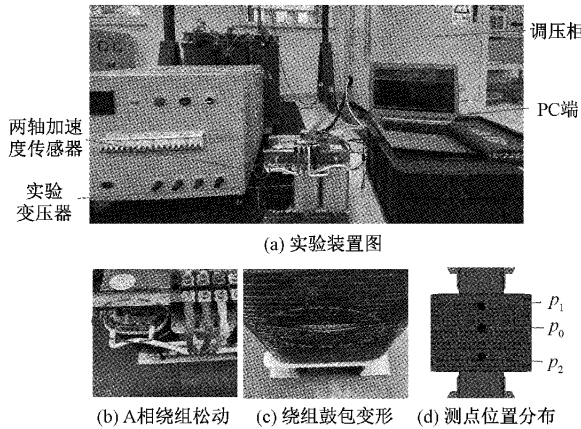 调压柜
PC端
两轴加速
度传感器
实验
变压器
(a) 实验装置图
p1
p0
p2
(b) A相绕组松动
(c) 绕组鼓包变形
(d) 测点位置分布